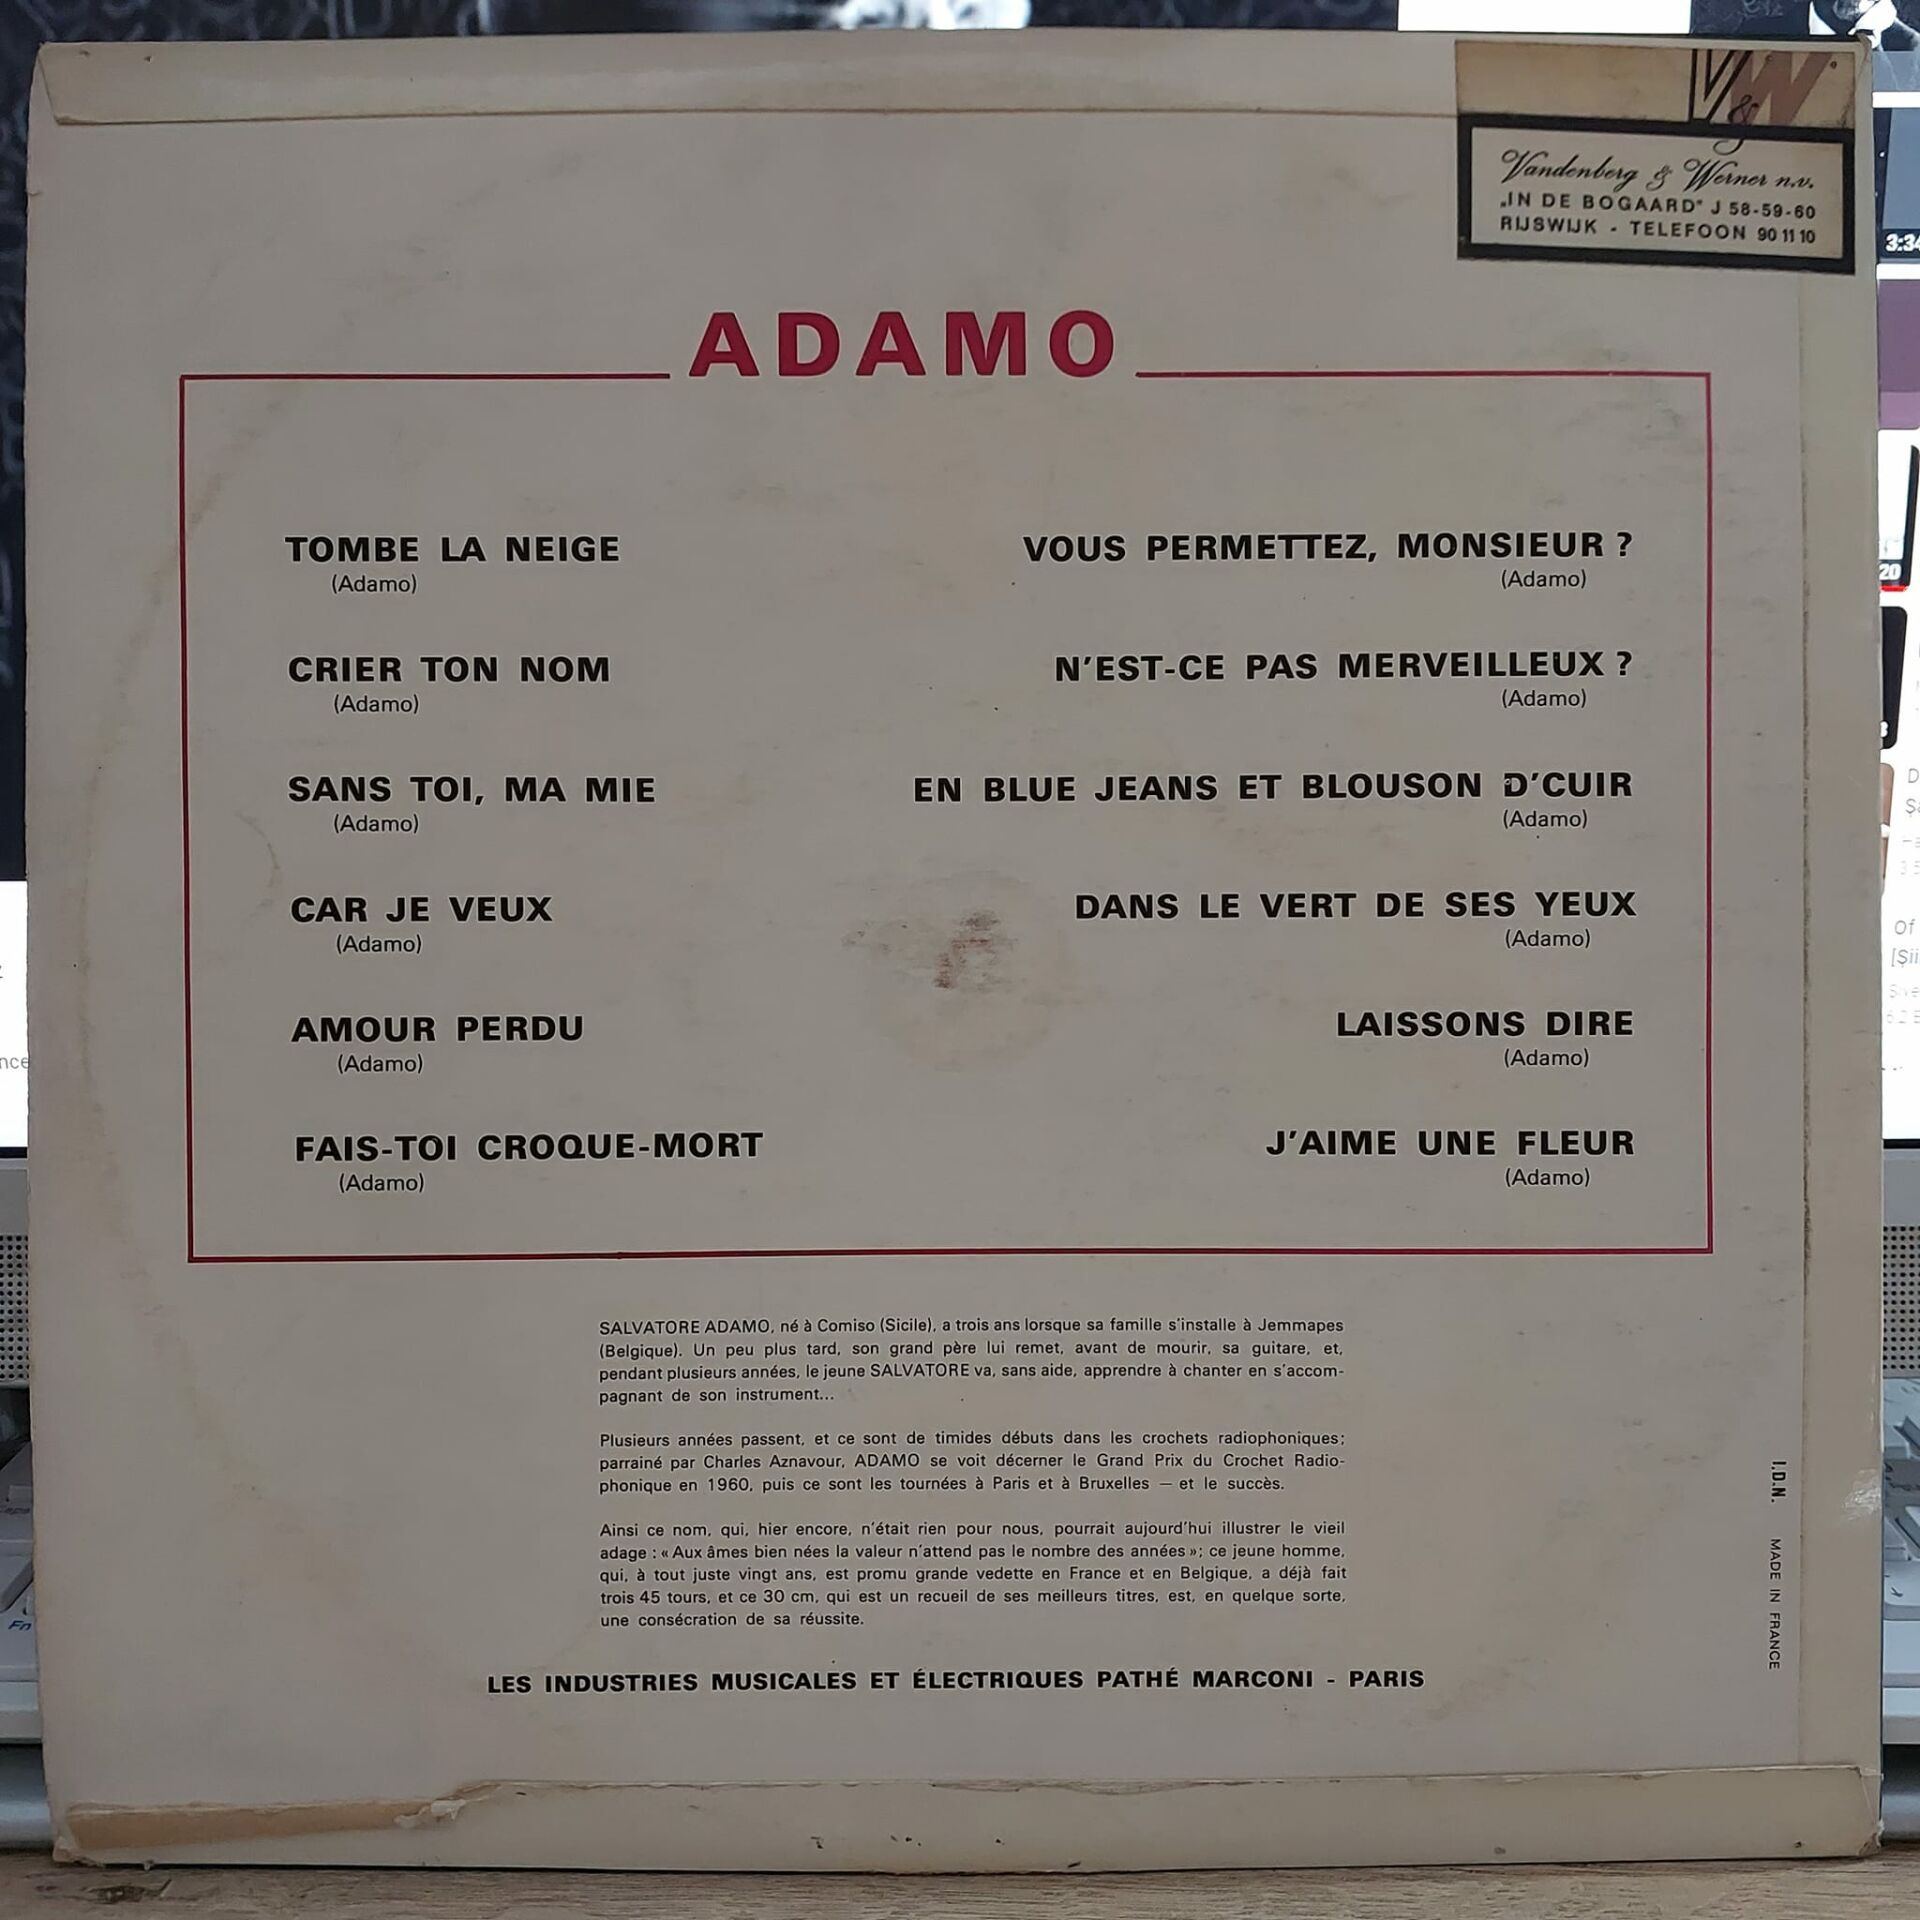 V&W
Vandenberg & Werner n.v.
„IN DE BOGAARD" J 58-59-60
RIJSWIJK - TELEFOON 90 11 10
ADAMO
TOMBE LA NEIGE
(Adamo)
CRIER TON NOM
(Adamo)
SANS TOI, MA MIE
(Adamo)
CAR JE VEUX
(Adamo)
AMOUR PERDU
(Adamo)
FAIS-TOI CROQUE-MORT
(Adamo)
VOUS PERMETTEZ, MONSIEUR ?
(Adamo)
N'EST-CE PAS MERVEILLEUX ?
(Adamo)
EN BLUE JEANS ET BLOUSON D'CUIR
(Adamo)
DANS LE VERT DE SES YEUX
(Adamo)
LAISSONS DIRE
(Adamo)
J'AIME UNE FLEUR
(Adamo)
SALVATORE ADAMO, né à Comiso (Sicile), a trois ans lorsque sa famille s'installe à Jemmapes
(Belgique). Un peu plus tard, son grand père lui remet, avant de mourir, sa guitare, et,
pendant plusieurs années, le jeune SALVATORE va, sans aide, apprendre à chanter en s'accom-
pagnant de son instrument...
Plusieurs années passent, et ce sont de timides débuts dans les crochets radiophoniques;
parrainé par Charles Aznavour, ADAMO se voit décerner le Grand Prix du Crochet Radio-
phonique en 1960, puis ce sont les tournées à Paris et à Bruxelles — et le succès.
Ainsi ce nom, qui, hier encore, n'était rien pour nous, pourrait aujourd'hui illustrer le vieil
adage : « Aux âmes bien nées la valeur n'attend pas le nombre des années »; ce jeune homme,
qui, à tout juste vingt ans, est promu grande vedette en France et en Belgique, a déjà fait
trois 45 tours, et ce 30 cm, qui est un recueil de ses meilleurs titres, est, en quelque sorte,
une consécration de sa réussite.
LES INDUSTRIES MUSICALES ET ÉLECTRIQUES PATHÉ MARCONI - PARIS
I.D.N. MADE IN FRANCE
Fn